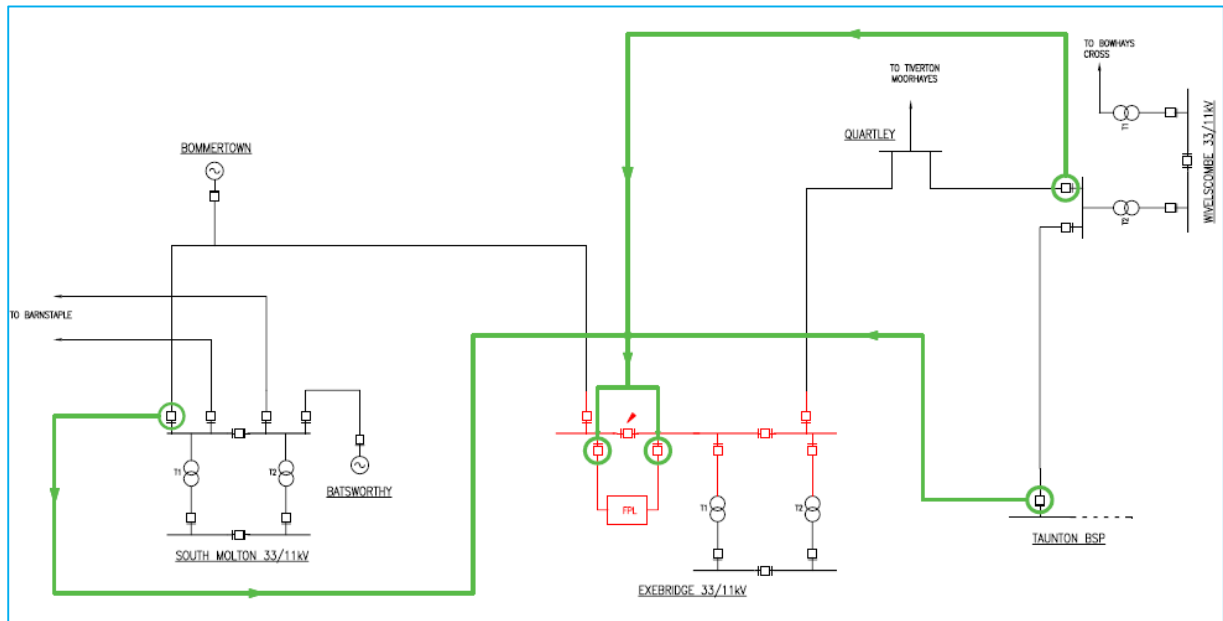 TO BOWHAYS
CROSS
TO TIVERTON
MOORHAYES
T1
QUARTLEY
WIVELSCOMBE 33/11kV
BOMMERTOWN
T2
TO BARNSTAPLE
T1
T2
BATSWORTHY
FPL
T1
T2
SOUTH MOLTON 33/11kV
TAUNTON BSP
EXEBRIDGE 33/11kV